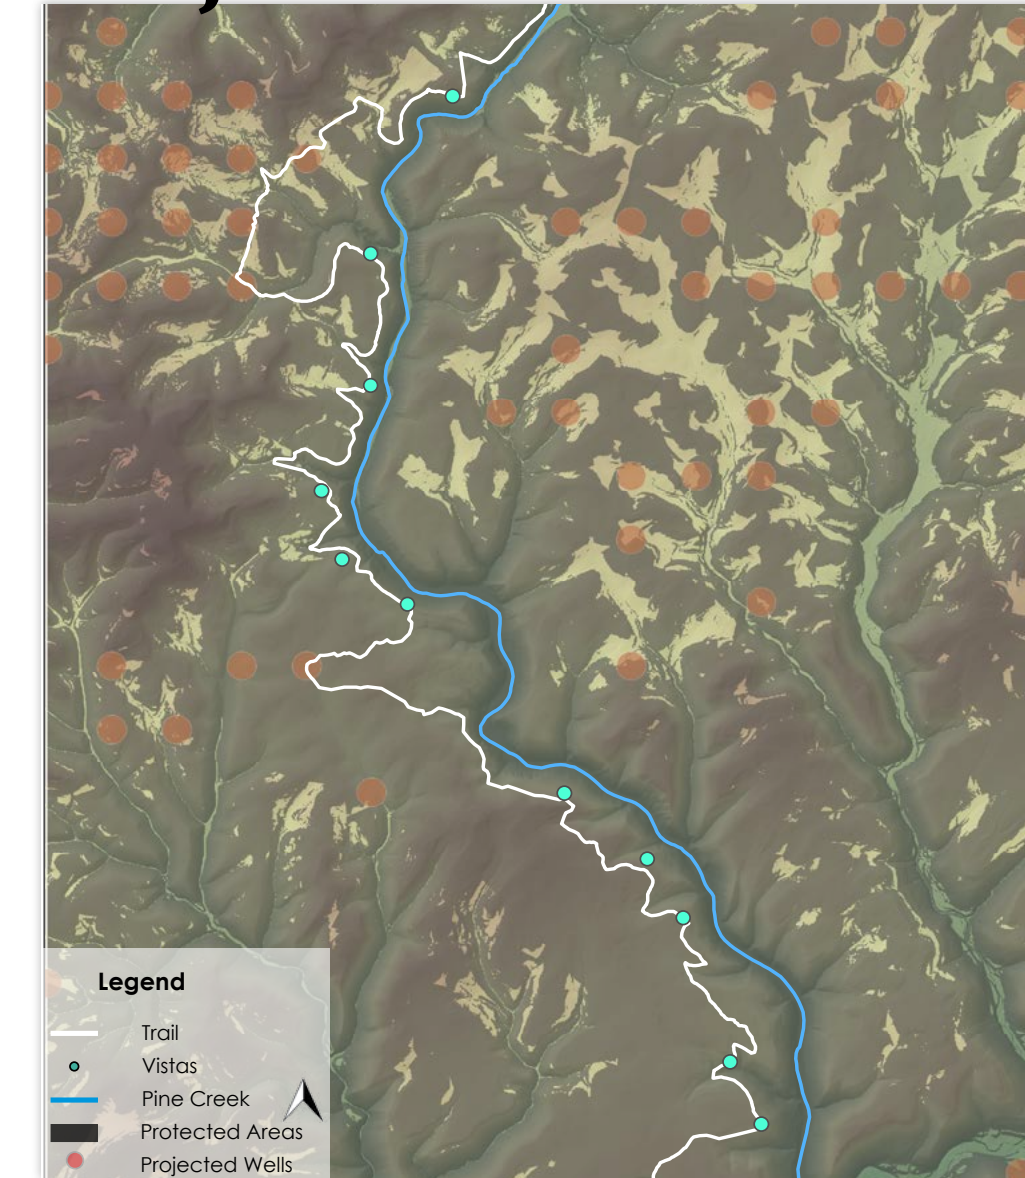 Legend
Trail
Vistas
Pine Creek
Protected Areas
Projected Wells